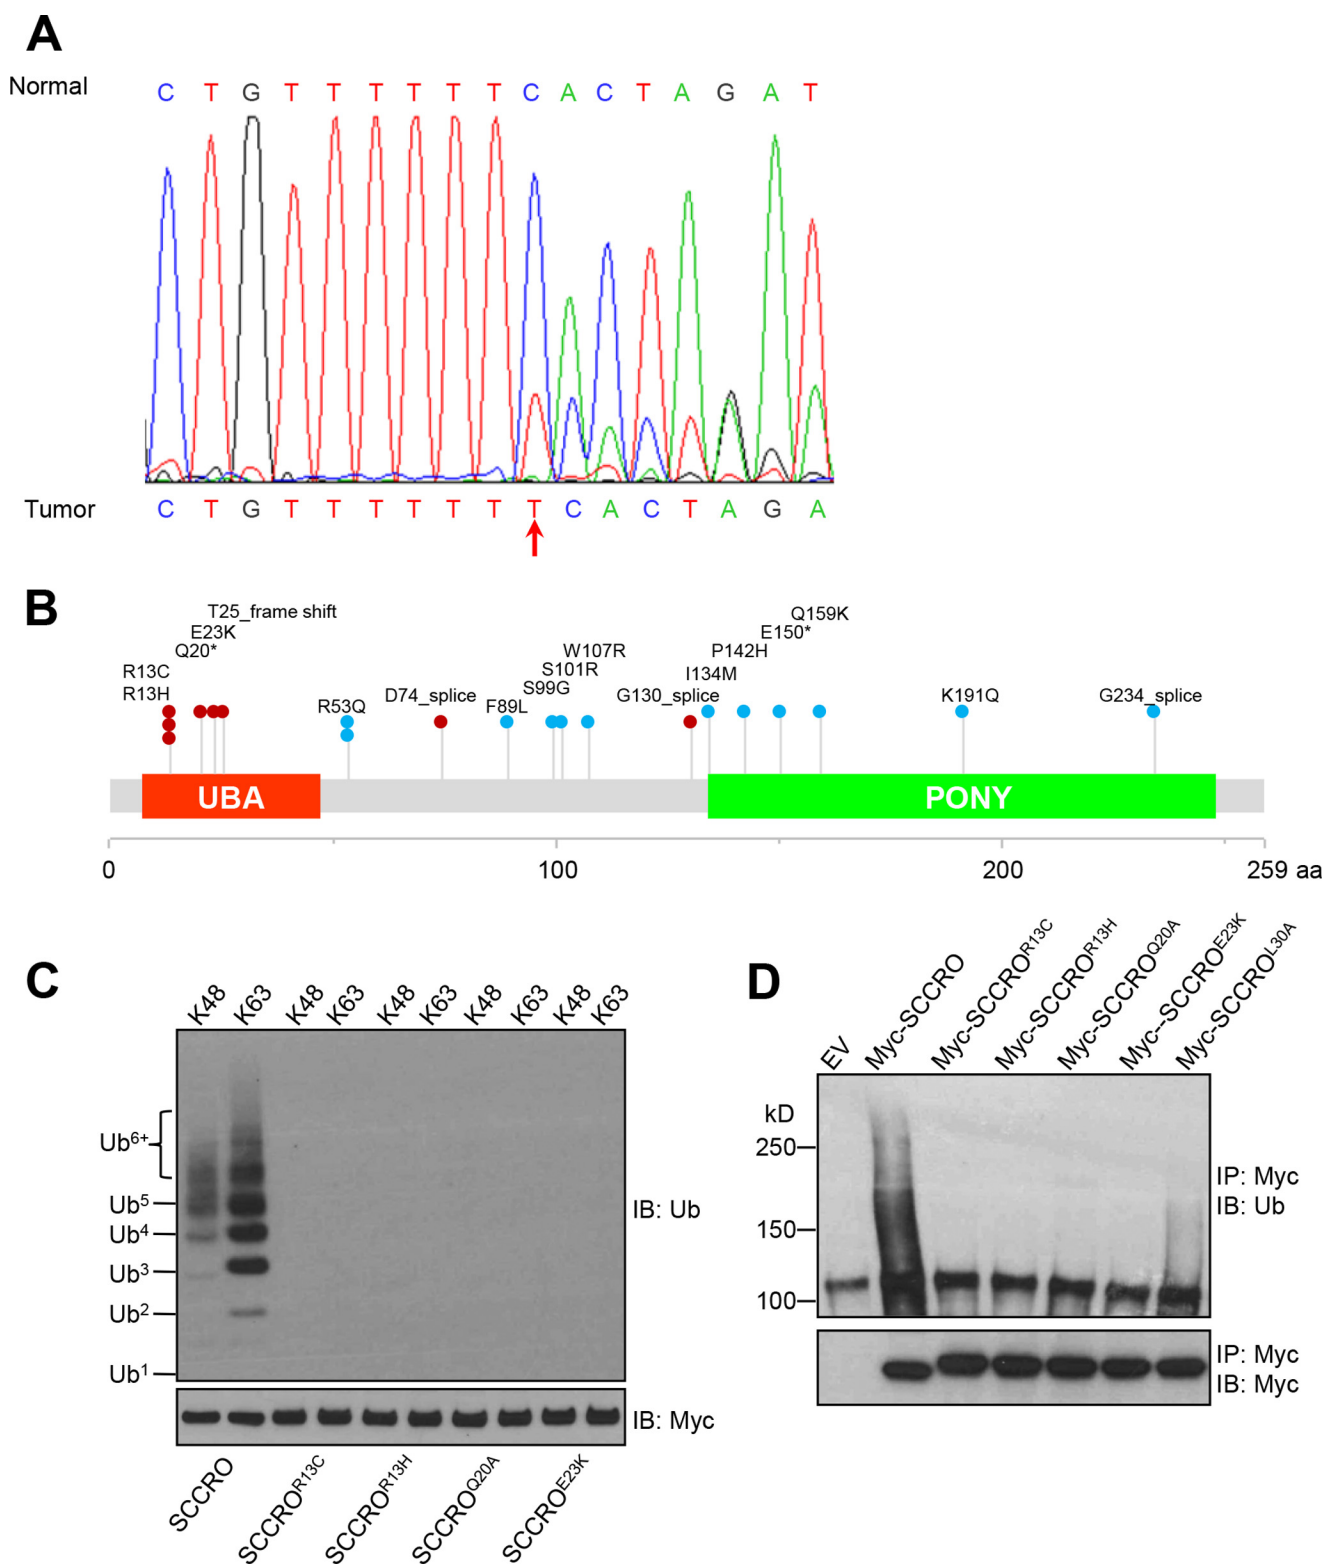 A
Normal
C T G T T T T T T C A C T A G A T
Tumor
C T G T T T T T T T C A C T A G A
B
T25_frame shift
E23K
Q20*
R13C
R13H
R53Q
D74_splice
F89L
S99G
S101R
W107R
G130_splice
I134M
P142H
E150*
Q159K
K191Q
G234_splice
UBA
PONY
0
100
200
259 aa
C
K48 K63 K48 K63 K48 K63 K48 K63 K48 K63
Ub6+
Ub5
Ub4
Ub3
Ub2
Ub1
IB: Ub
IB: Myc
SCCRO
SCCROR13C
SCCROR13H
SCCROQ20A
SCCROE23K
D
EV
Myc-SCCRO
Myc-SCCROR13C
Myc-SCCROR13H
Myc-SCCROQ20A
Myc--SCCROE23K
Myc-SCCROL30A
kD
250
150
100
IP: Myc
IB: Ub
IP: Myc
IB: Myc